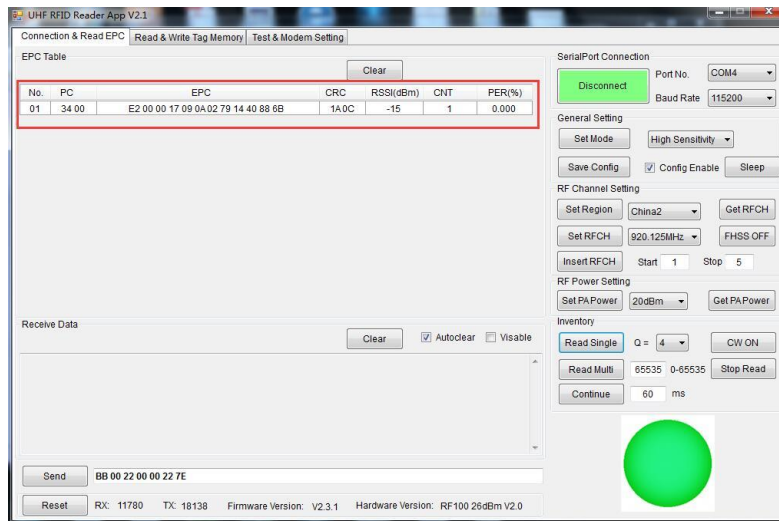 UHF RFID Reader App V2.1
Connection & Read EPC Read & Write Tag Memory Test & Modem Setting
EPC Table
Clear
No. PC EPC CRC RSSI(dBm) CNT PER(%)
01 34 00 E2 00 00 17 09 0A 02 79 14 40 88 6B 1A 0C -15 1 0.000
Receive Data
Clear Autoclear Visable
Send BB 00 22 00 00 22 7E
Reset RX: 11780 TX: 18138 Firmware Version: V2.3.1 Hardware Version: RF100 26dBm V2.0
SerialPort Connection
Disconnect
Port No. COM4
Baud Rate 115200
General Setting
Set Mode High Sensitivity
Save Config Config Enable Sleep
RF Channel Setting
Set Region China2 Get RFCH
Set RFCH 920.125MHz FHSS OFF
Insert RFCH Start 1 Stop 5
RF Power Setting
Set PA Power 20dBm Get PA Power
Inventory
Read Single Q = 4 CW ON
Read Multi 65535 0-65535 Stop Read
Continue 60 ms